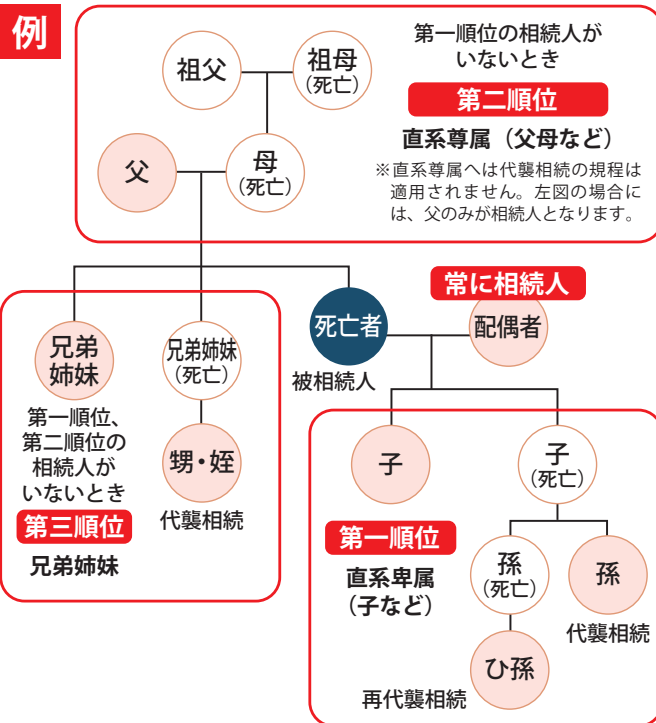 例
祖父
祖母
(死亡)
父
母
(死亡)
第一順位の相続人が
いないとき
第二順位
直系尊属（父母など）
※直系尊属へは代襲相続の規程は
適用されません。左図の場合に
は、父のみが相続人となります。
兄弟
姉妹
兄弟姉妹
(死亡)
甥・姪
代襲相続
第一順位、
第二順位の
相続人が
いないとき
第三順位
兄弟姉妹
死亡者
被相続人
常に相続人
配偶者
子
子
(死亡)
第一順位
直系卑属
（子など）
孫
(死亡)
孫
代襲相続
ひ孫
再代襲相続